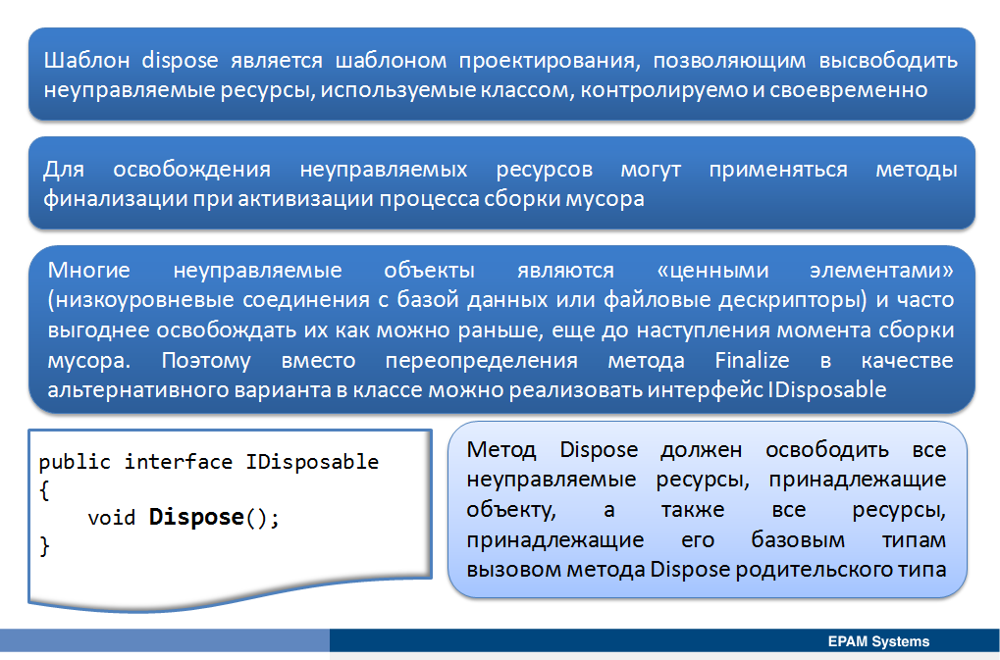 Шаблон dispose является шаблоном проектирования, позволяющим высвободить
неуправляемые ресурсы, используемые классом, контролируемо и своевременно
Для освобождения неуправляемых ресурсов могут применяться методы
финализации при активизации процесса сборки мусора
Многие неуправляемые объекты являются «ценными элементами»
(низкоуровневые соединения с базой данных или файловые дескрипторы) и часто
выгоднее освобождать их как можно раньше, еще до наступления момента сборки
мусора. Поэтому вместо переопределения метода Finalize в качестве
альтернативного варианта в классе можно реализовать интерфейс IDisposable
public interface IDisposable
{
void Dispose();
}
Метод Dispose должен освободить все
неуправляемые ресурсы, принадлежащие
объекту, а также все ресурсы,
принадлежащие его базовым типам
вызовом метода Dispose родительского типа
EPAM Systems